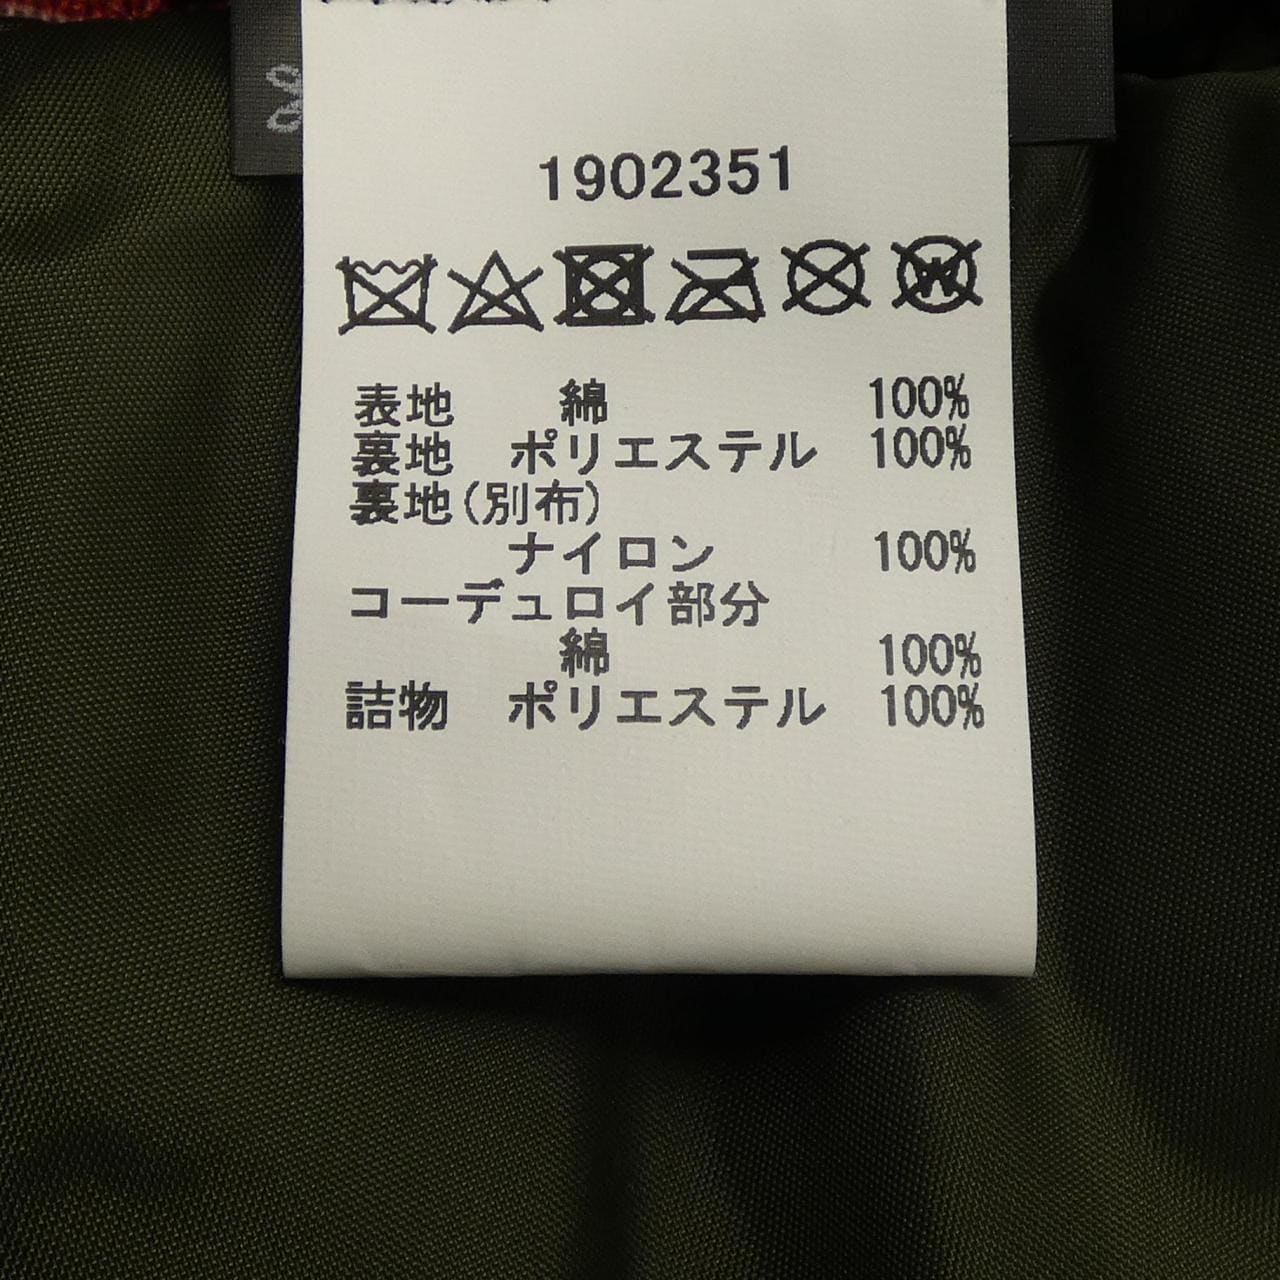 1902351
表地 綿 100%
裏地 ポリエステル 100%
裏地(別布)
ナイロン 100%
コーデュロイ部分
綿 100%
詰物 ポリエステル 100%